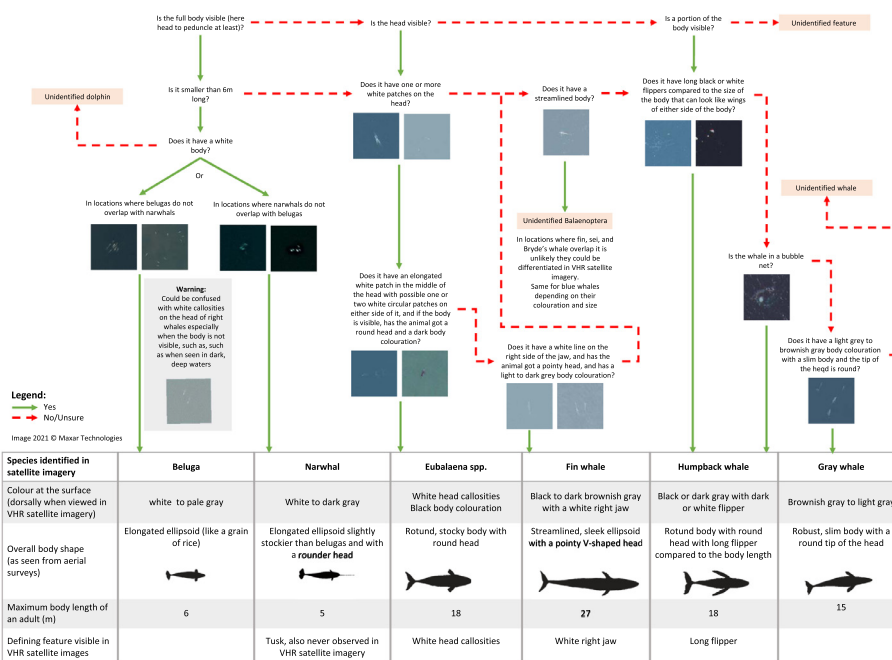 Is the full body visible (here
head to peduncle at least)?
Is the head visible?
Is a portion of the
body visible?
Unidentified feature
Unidentified dolphin
Is it smaller than 6m
long?
Does it have one or more
white patches on the
head?
Does it have a
streamlined body?
Does it have long black or white
flippers compared to the size of
the body that can look like wings
of either side of the body?
Does it have a white
body?
Or
In locations where belugas do not
overlap with narwhals
In locations where narwhals do not
overlap with belugas
Unidentified whale
Unidentified Balaenoptera
In locations where fin, sei, and
Bryde's whale overlap it is
unlikely they could be
differentiated in VHR satellite
imagery.
Same for blue whales
depending on their
colouration and size
Is the whale in a bubble
net?
Warning:
Could be confused
with white callosities
on the head of right
whales especially
when the body is not
visible, such as, such
as when seen in dark,
deep waters
Does it have an elongated
white patch in the middle of
the head with possible one or
two white circular patches on
either side of it, and if the body
is visible, has the animal got a
round head and a dark body
colouration?
Does it have a white line on the
right side of the jaw, and has the
animal got a pointy head, and has a
light to dark grey body colouration?
Does it have a light grey to
brownish gray body colouration
with a slim body and the tip of
the heqd is round?
Legend:
Yes
No/Unsure
Image 2021 © Maxar Technologies
Species identified in
satellite imagery
Beluga
Narwhal
Eubalaena spp.
Fin whale
Humpback whale
Gray whale
Colour at the surface
(dorsally when viewed in
VHR satellite imagery)
white to pale gray
White to dark gray
White head callosities
Black body colouration
Black to dark brownish gray
with a white right jaw
Black or dark gray with dark
or white flipper
Brownish gray to light gray
Overall body shape
(as seen from aerial
surveys)
Elongated ellipsoid (like a grain
of rice)
Elongated ellipsoid slightly
stockier than belugas and with
a rounder head
Rotund, stocky body with
round head
Streamlined, sleek ellipsoid
with a pointy V-shaped head
Rotund body with round
head with long flipper
compared to the body length
Robust, slim body with a
round tip of the head
Maximum body length of
an adult (m)
6
5
18
27
18
15
Defining feature visible in
VHR satellite images
Tusk, also never observed in
VHR satellite imagery
White head callosities
White right jaw
Long flipper